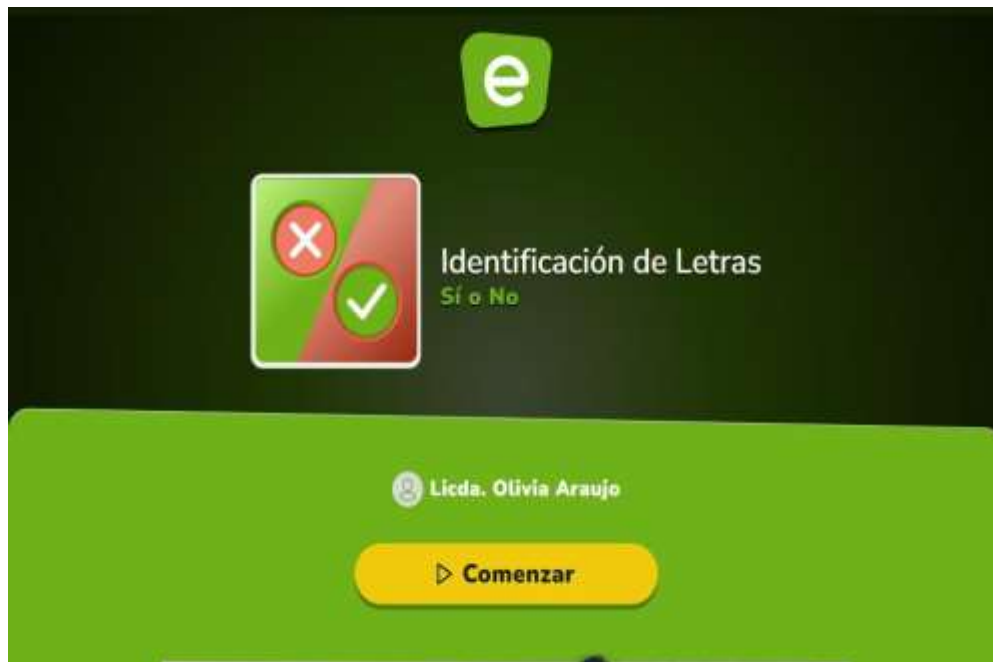 e
Identificación de Letras
Sí o No
Licda. Olivia Araujo
Comenzar